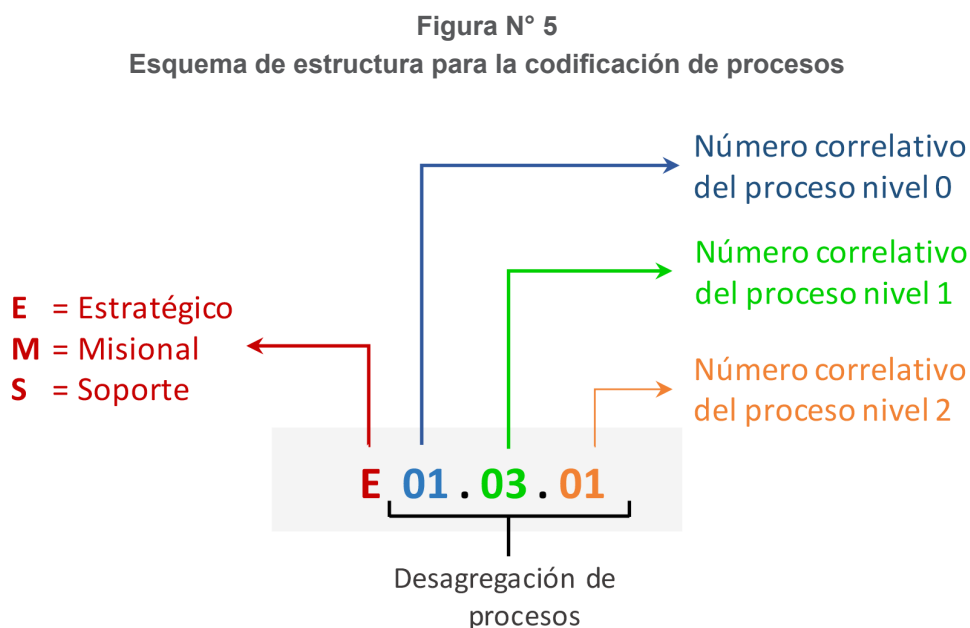 Figura N° 5
Esquema de estructura para la codificación de procesos
Número correlativo
del proceso nivel 0
Número correlativo
del proceso nivel 1
E = Estratégico
M = Misional
S = Soporte
Número correlativo
del proceso nivel 2
E 01 . 03 . 01
Desagregación de
procesos